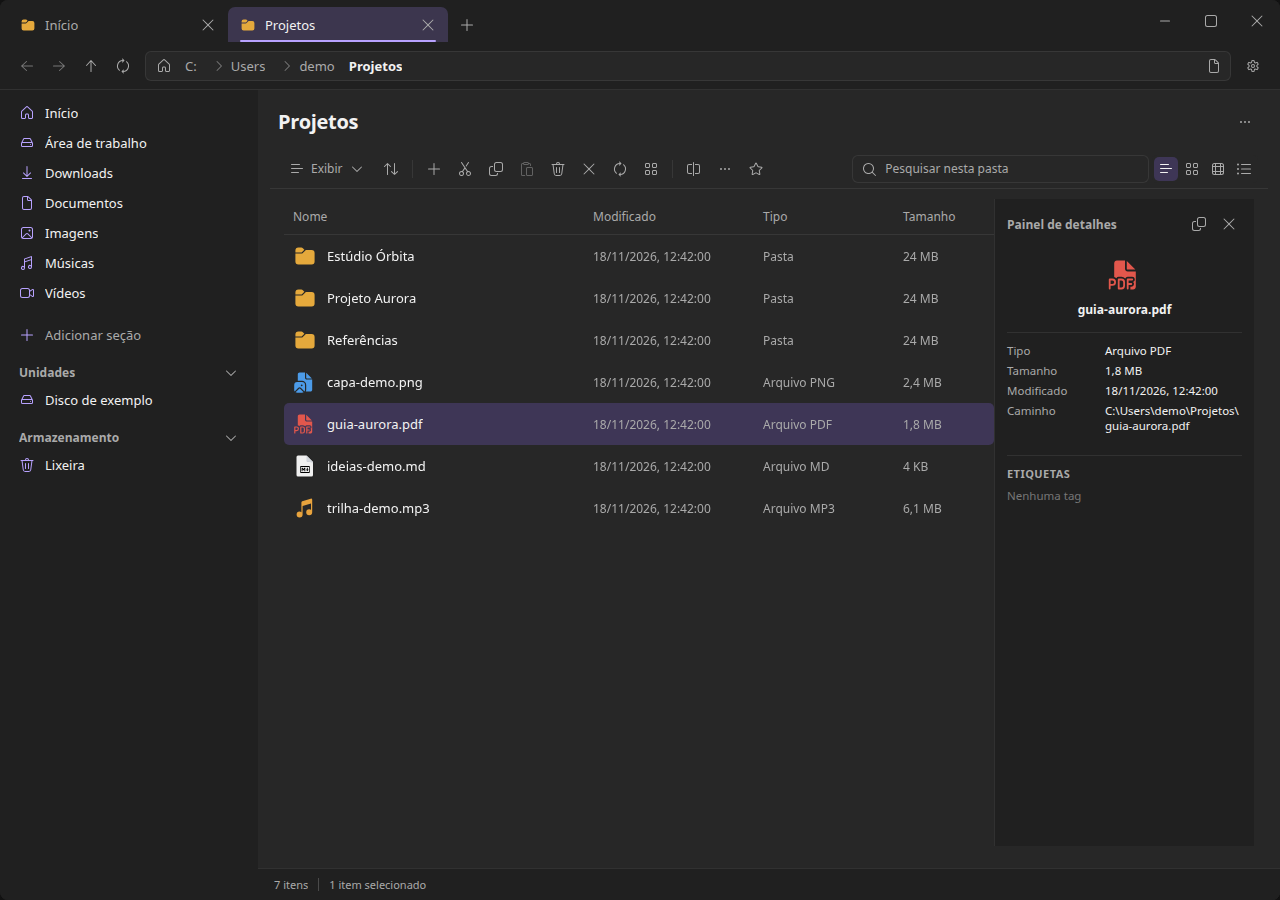 Início
Projetos
C:
Users
demo
Projetos
Início
Área de trabalho
Downloads
Documentos
Imagens
Músicas
Vídeos
Adicionar seção
Unidades
Disco de exemplo
Armazenamento
Lixeira
Projetos
Exibir
Pesquisar nesta pasta
Nome Modificado Tipo Tamanho
Estúdio Órbita 18/11/2026, 12:42:00 Pasta 24 MB
Projeto Aurora 18/11/2026, 12:42:00 Pasta 24 MB
Referências 18/11/2026, 12:42:00 Pasta 24 MB
capa-demo.png 18/11/2026, 12:42:00 Arquivo PNG 2,4 MB
PDF guia-aurora.pdf 18/11/2026, 12:42:00 Arquivo PDF 1,8 MB
ideias-demo.md 18/11/2026, 12:42:00 Arquivo MD 4 KB
trilha-demo.mp3 18/11/2026, 12:42:00 Arquivo MP3 6,1 MB
Painel de detalhes
PDF
guia-aurora.pdf
Tipo Arquivo PDF
Tamanho 1,8 MB
Modificado 18/11/2026, 12:42:00
Caminho C:\Users\demo\Projetos\
guia-aurora.pdf
ETIQUETAS
Nenhuma tag
7 itens
1 item selecionado